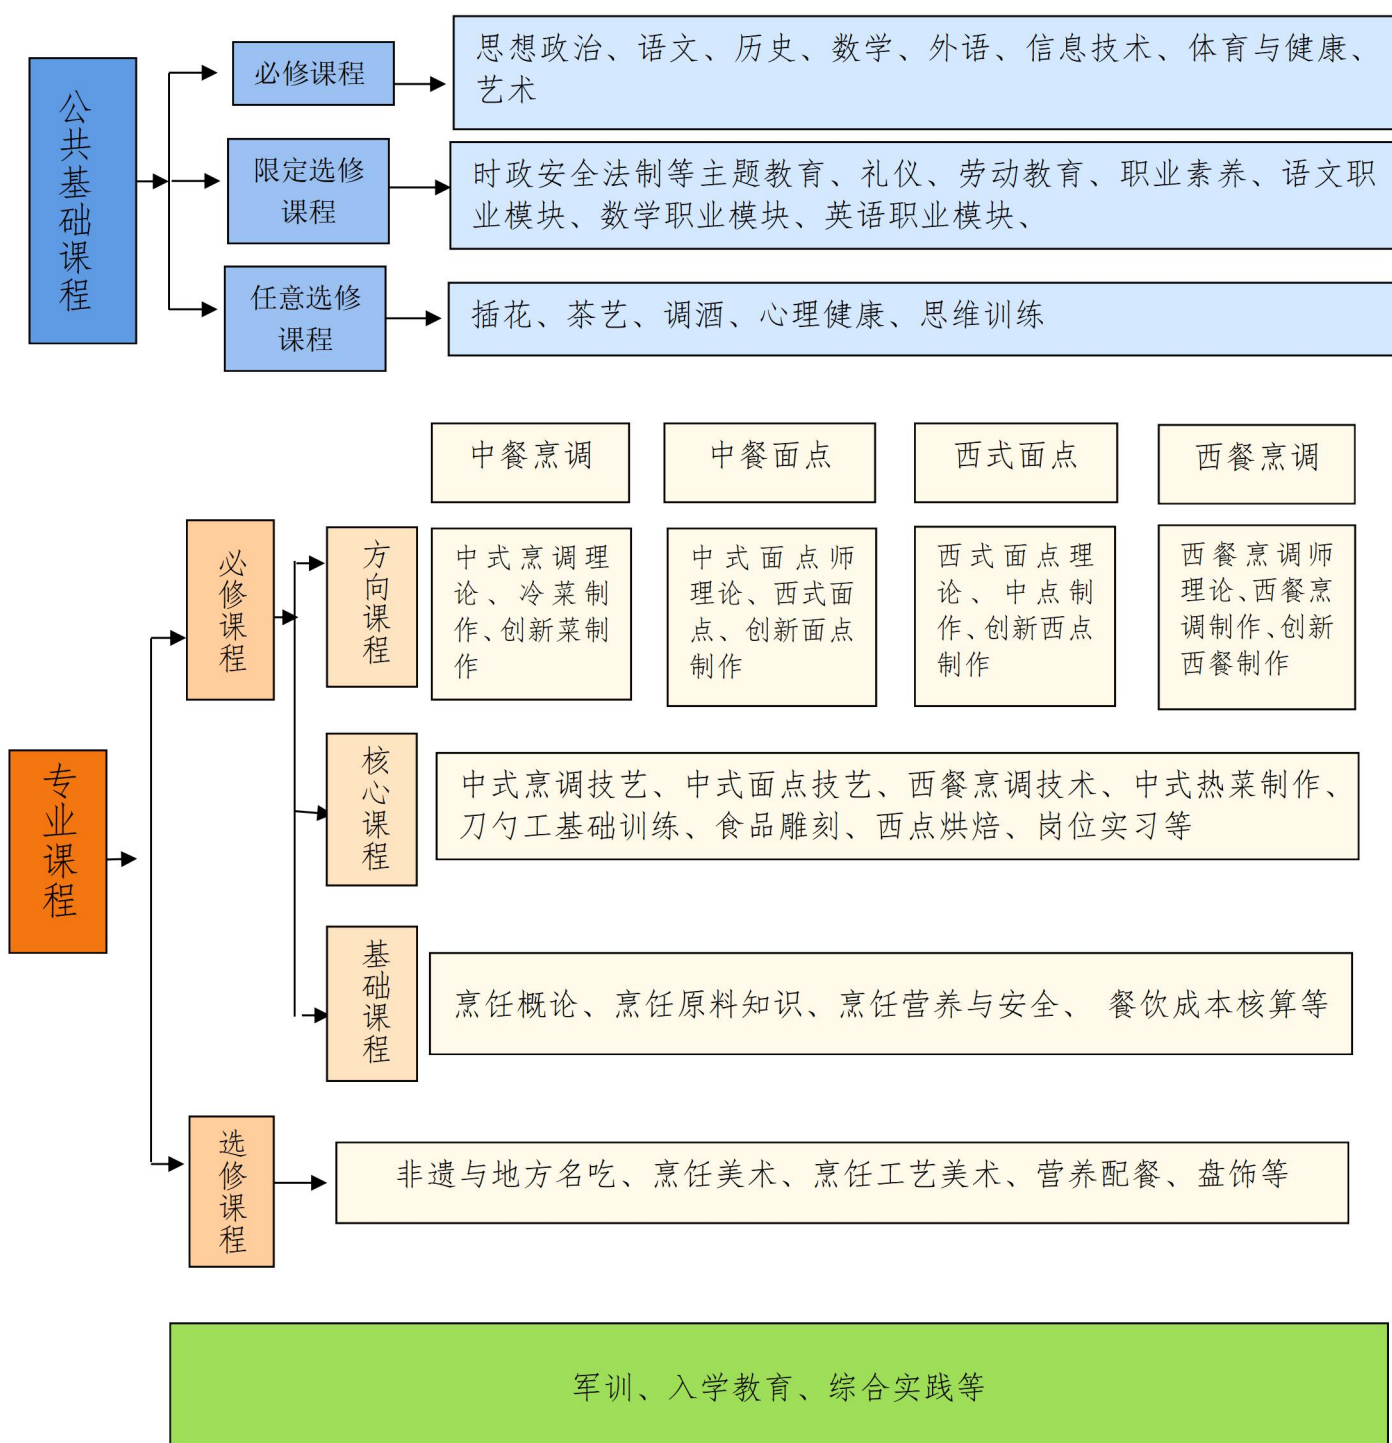 公共基础课程
必修课程
思想政治、语文、历史、数学、外语、信息技术、体育与健康、
艺术
限定选修
课程
时政安全法制等主题教育、礼仪、劳动教育、职业素养、语文职
业模块、数学职业模块、英语职业模块、
任意选修
课程
插花、茶艺、调酒、心理健康、思维训练
中餐烹调
中餐面点
西式面点
西餐烹调
专业课程
必修课程
方向课程
中式烹调理
论、冷菜制
作、创新菜制
作
中式面点师
理论、西式面
点、创新面点
制作
西式面点理
论、中点制
作、创新西点
制作
西餐烹调师
理论、西餐烹
调制作、创新
西餐制作
核心课程
中式烹调技艺、中式面点技艺、西餐烹调技术、中式热菜制作、
刀勺工基础训练、食品雕刻、西点烘焙、岗位实习等
基础课程
烹饪概论、烹饪原料知识、烹饪营养与安全、 餐饮成本核算等
选修课程
非遗与地方名吃、烹饪美术、烹饪工艺美术、营养配餐、盘饰等
军训、入学教育、综合实践等